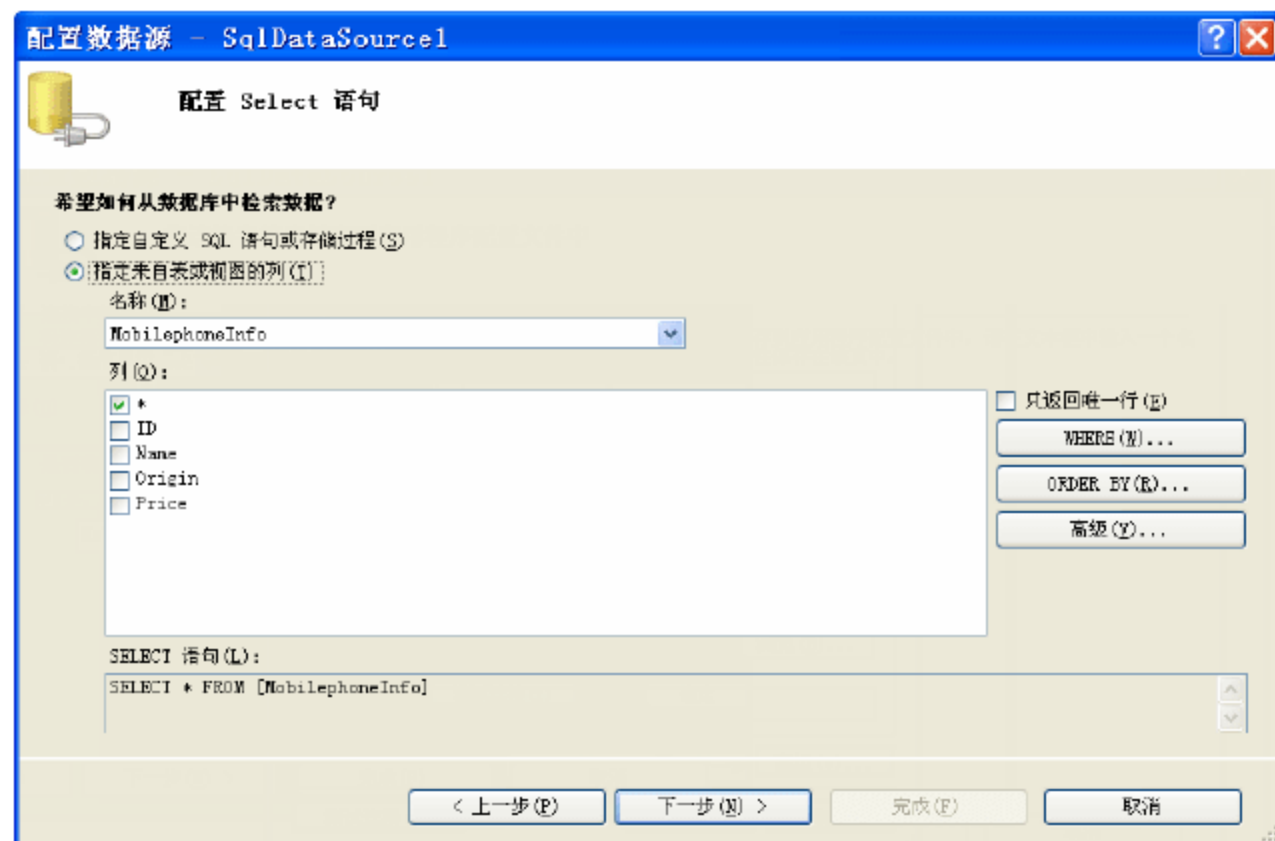 配置数据源 - SqlDataSource1
配置 Select 语句
希望如何从数据库中检索数据?
指定自定义 SQL 语句或存储过程(S)
指定来自表或视图的列(T)
名称(M):
MobilephoneInfo
列(O):
*
只返回唯一行(E)
ID
WHERE(W)...
Name
Origin
ORDER BY(R)...
Price
高级(V)...
SELECT 语句(L):
SELECT * FROM [MobilephoneInfo]
< 上一步(P)
下一步(N) >
完成(F)
取消